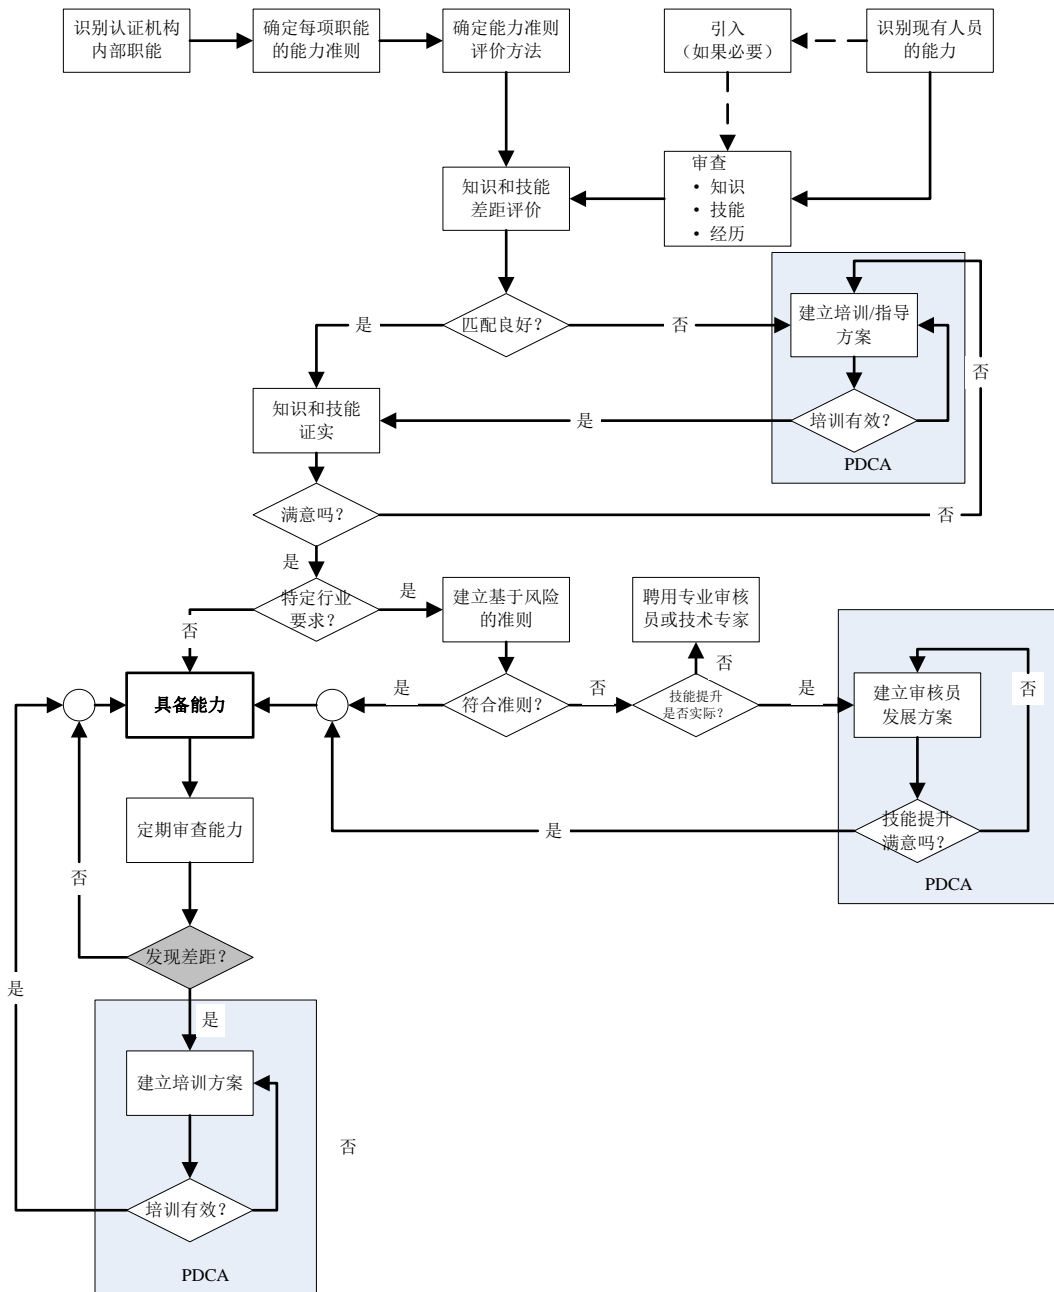 识别认证机构
内部职能
确定每项职能
的能力准则
确定能力准则
评价方法
引入
（如果必要）
识别现有人员
的能力
审查
• 知识
• 技能
• 经历
知识和技能
差距评价
匹配良好？
是
否
建立培训/指导
方案
否
培训有效？
PDCA
是
知识和技能
证实
满意吗？
否
是
特定行业
要求？
是
否
建立基于风险
的准则
聘用专业审核
员或技术专家
否
具备能力
是
符合准则？
否
技能提升
是否实际？
是
建立审核员
发展方案
否
技能提升
满意吗？
PDCA
是
定期审查能力
否
发现差距？
是
是
建立培训方案
否
培训有效？
PDCA